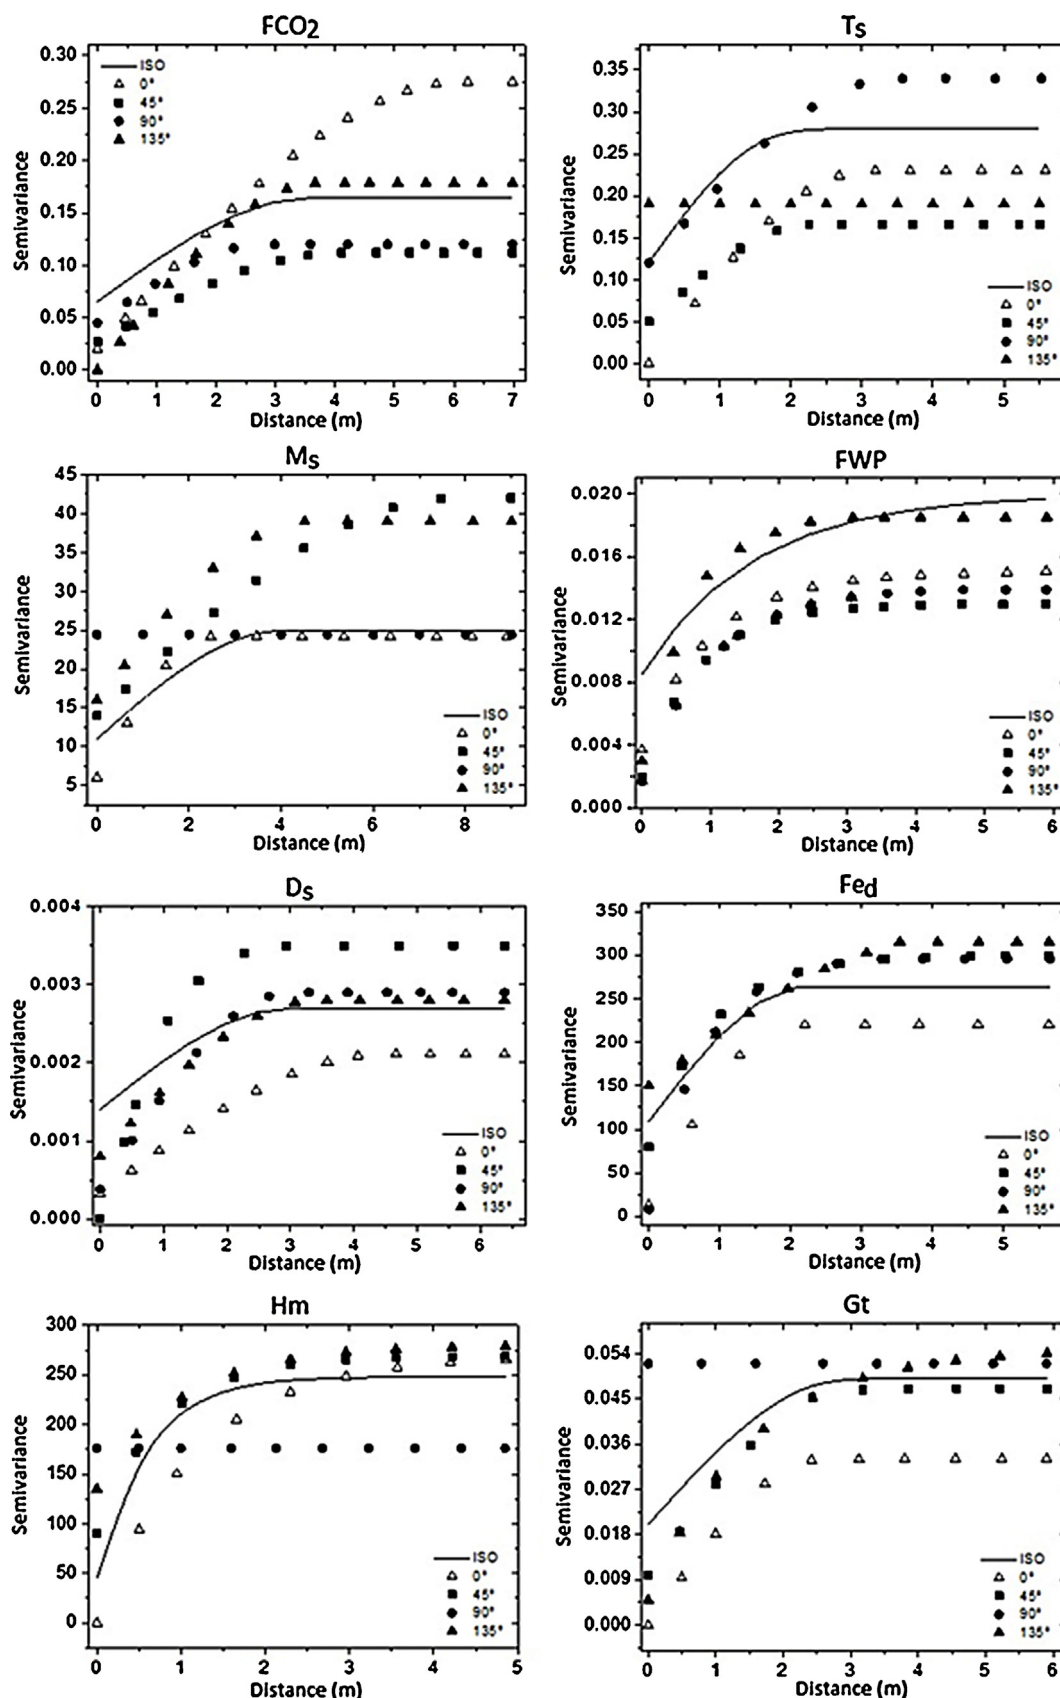 FCO2
0.30
0.25
0.20
0.15
0.10
0.05
0.00
Semivariance
ISO
0°
45°
90°
135°
0 1 2 3 4 5 6 7
Distance (m)
Ts
0.35
0.30
0.25
0.20
0.15
0.10
0.05
0.00
Semivariance
ISO
0°
45°
90°
135°
0 1 2 3 4 5
Distance (m)
Ms
45
40
35
30
25
20
15
10
5
Semivariance
ISO
0°
45°
90°
135°
0 2 4 6 8
Distance (m)
FWP
0.020
0.016
0.012
0.008
0.004
0.000
Semivariance
ISO
0°
45°
90°
135°
0 1 2 3 4 5 6
Distance (m)
Ds
0.004
0.003
0.002
0.001
0.000
Semivariance
ISO
0°
45°
90°
135°
0 1 2 3 4 5 6
Distance (m)
Fed
350
300
250
200
150
100
50
0
Semivariance
ISO
0°
45°
90°
135°
0 1 2 3 4 5
Distance (m)
Hm
300
250
200
150
100
50
0
Semivariance
ISO
0°
45°
90°
135°
0 1 2 3 4 5
Distance (m)
Gt
0.054
0.045
0.036
0.027
0.018
0.009
0.000
Semivariance
ISO
0°
45°
90°
135°
0 1 2 3 4 5 6
Distance (m)